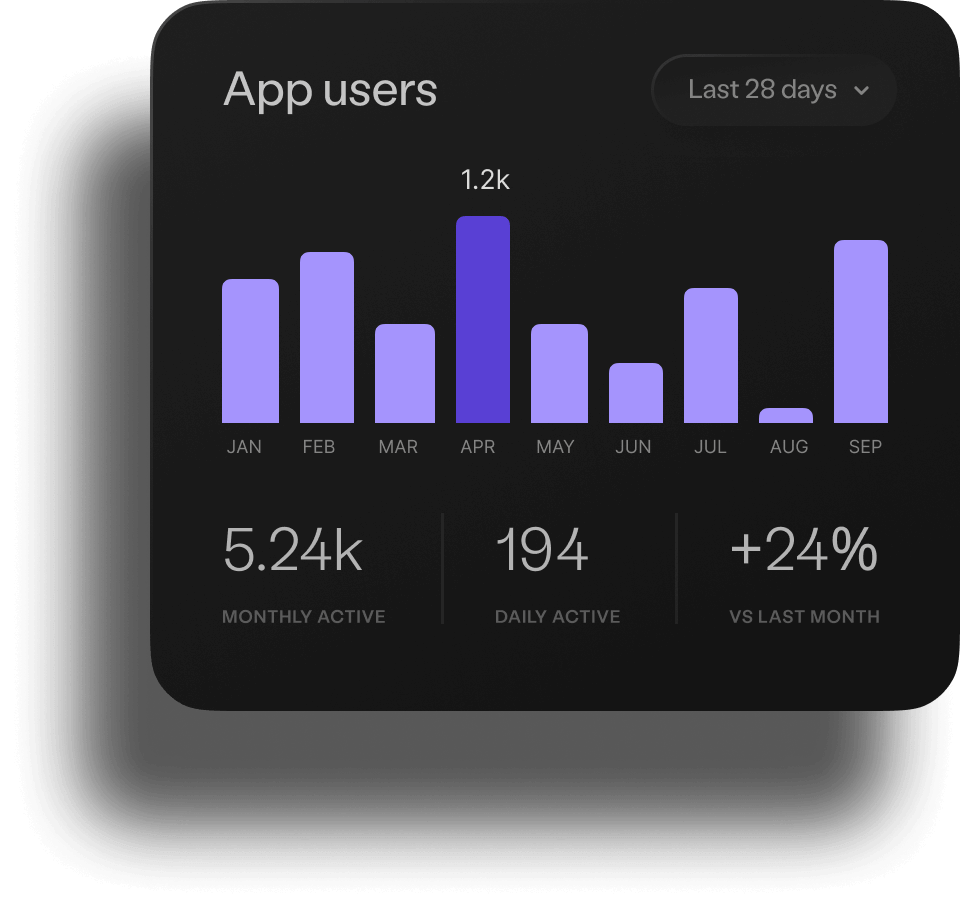 App users
Last 28 days
1.2k
JAN FEB MAR APR MAY JUN JUL AUG SEP
5.24k 194 +24%
MONTHLY ACTIVE DAILY ACTIVE VS LAST MONTH